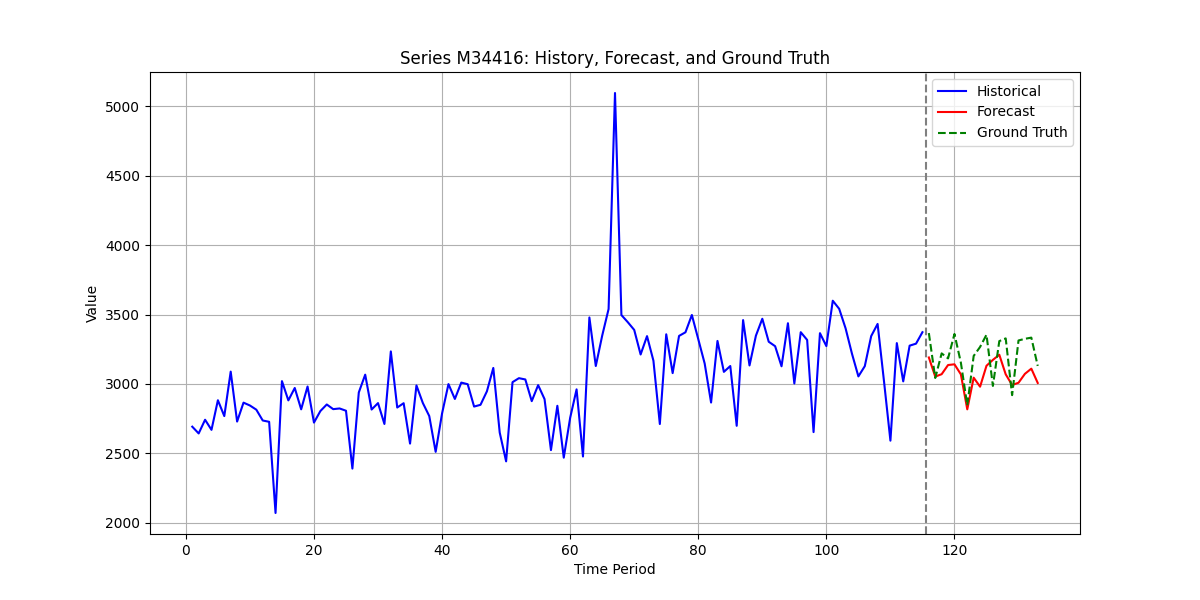 Series M34416: History, Forecast, and Ground Truth
Historical
Forecast
Ground Truth
Value
5000
4500
4000
3500
3000
2500
2000
0 20 40 60 80 100 120
Time Period